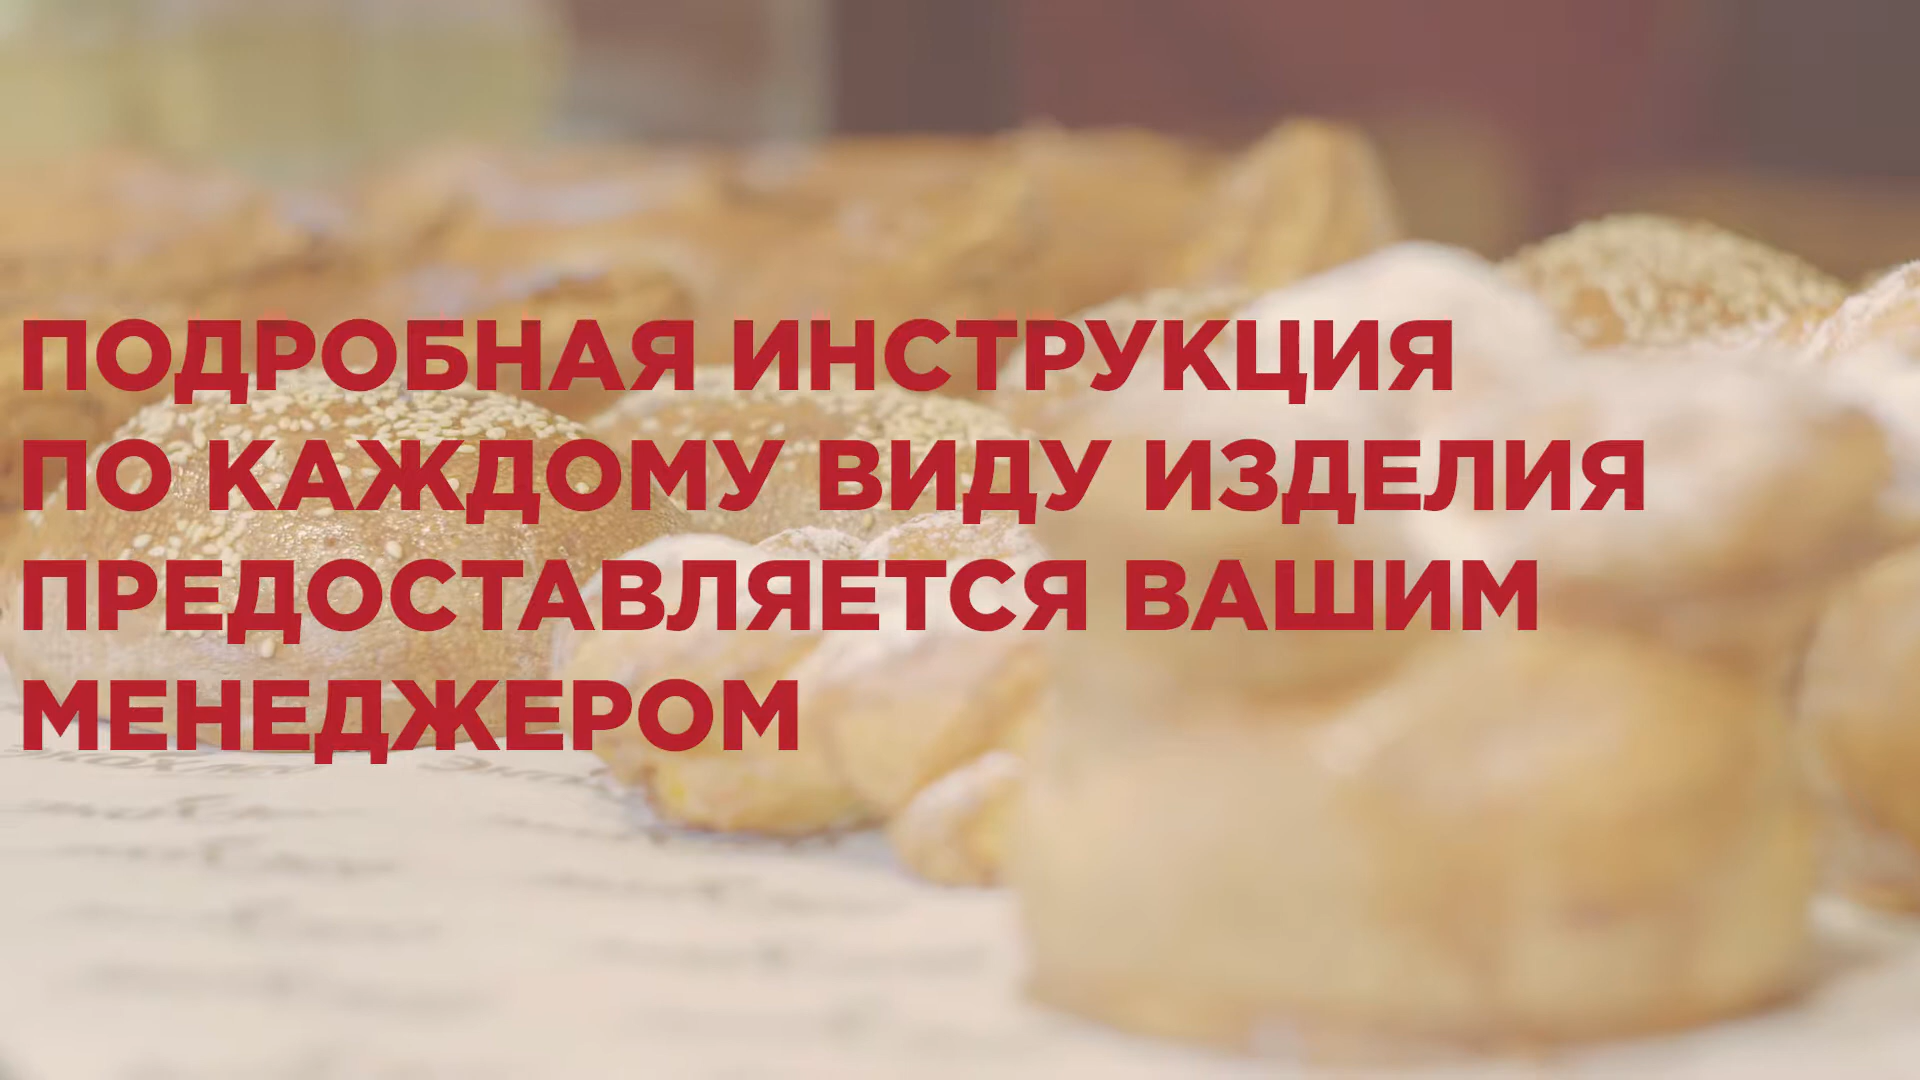 ПОДРОБНАЯ ИНСТРУКЦИЯ
ПО КАЖДОМУ ВИДУ ИЗДЕЛИЯ
ПРЕДОСТАВЛЯЕТСЯ ВАШИМ
МЕНЕДЖЕРОМ